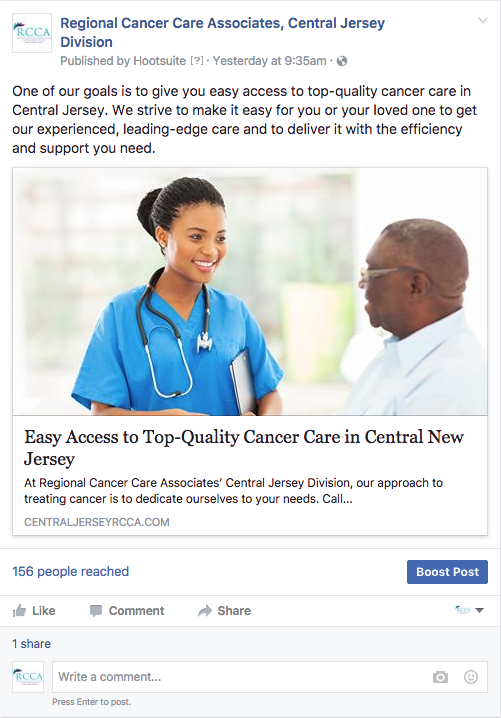 RCCA
Regional Cancer Care Associates, Central Jersey
Division
Published by Hootsuite [?] · Yesterday at 9:35am ·
One of our goals is to give you easy access to top-quality cancer care in
Central Jersey. We strive to make it easy for you or your loved one to get
our experienced, leading-edge care and to deliver it with the efficiency
and support you need.
Easy Access to Top-Quality Cancer Care in Central New
Jersey
At Regional Cancer Care Associates’ Central Jersey Division, our approach to
treating cancer is to dedicate ourselves to your needs. Call...
CENTRALJERSEYRCCA.COM
156 people reached
Boost Post
Like Comment Share RCCA
1 share
RCCA
Write a comment...
Press Enter to post.